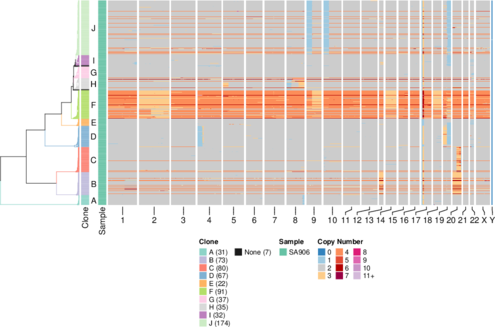 J
I
G
H
F
E
D
C
B
A
Clone
Sample
1 2 3 4 5 6 7 8 9 10 11 12 13 14 15 16 17 18 19 20 21 22 X Y
Clone Sample Copy Number
A (31) None (7) SA906 0 4 8
B (73) 1 5 9
C (80) 2 6 10
D (67) 3 7 11+
E (22)
F (91)
G (37)
H (35)
I (32)
J (174)